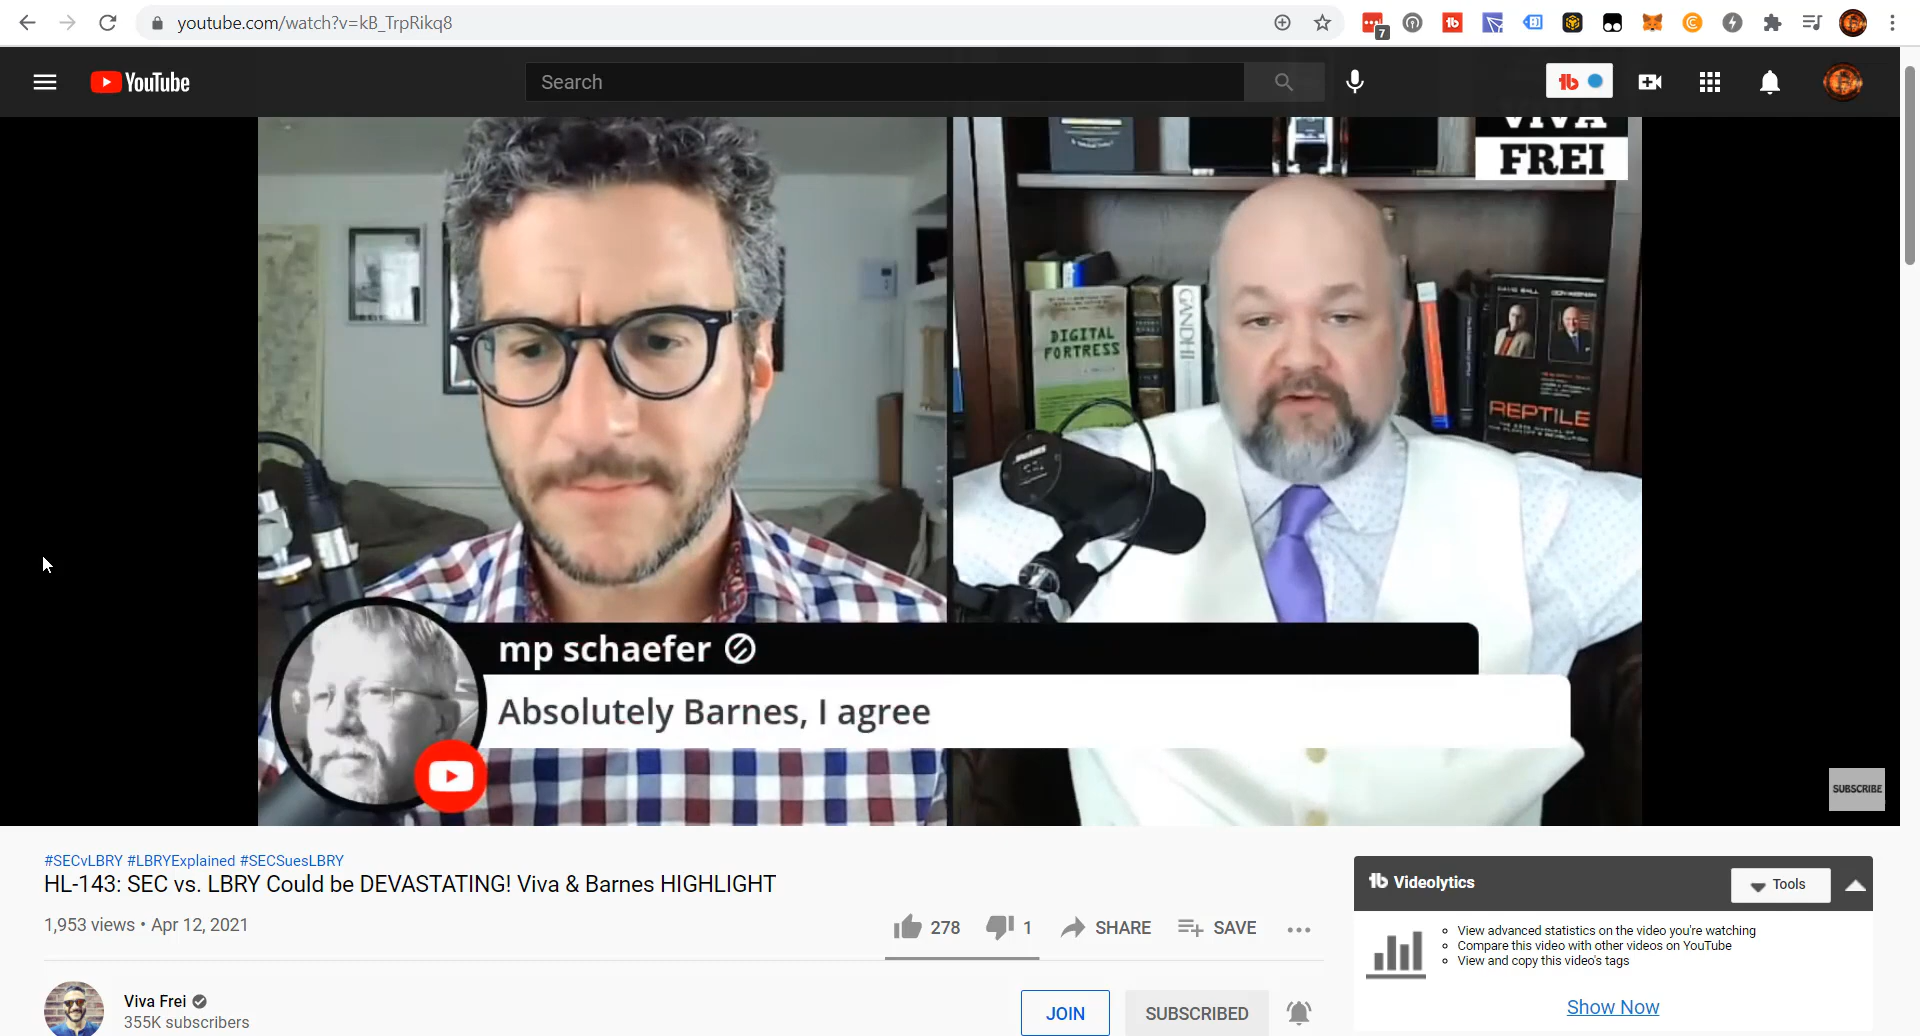 youtube.com/watch?v=kB_TrpRikq8
7
YouTube
Search
VIVA
FREI
DIGITAL
FORTRESS
GANDHI
DAVID BALL
REPTILE
mp schaefer
Absolutely Barnes, I agree
SUBSCRIBE
#SECvLBRY #LBRYExplained #SECSuesLBRY
HL-143: SEC vs. LBRY Could be DEVASTATING! Viva & Barnes HIGHLIGHT
1,953 views • Apr 12, 2021
278
1
SHARE
SAVE
Viva Frei
355K subscribers
JOIN
SUBSCRIBED
Videolytics
Tools
View advanced statistics on the video you're watching
Compare this video with other videos on YouTube
View and copy this video's tags
Show Now